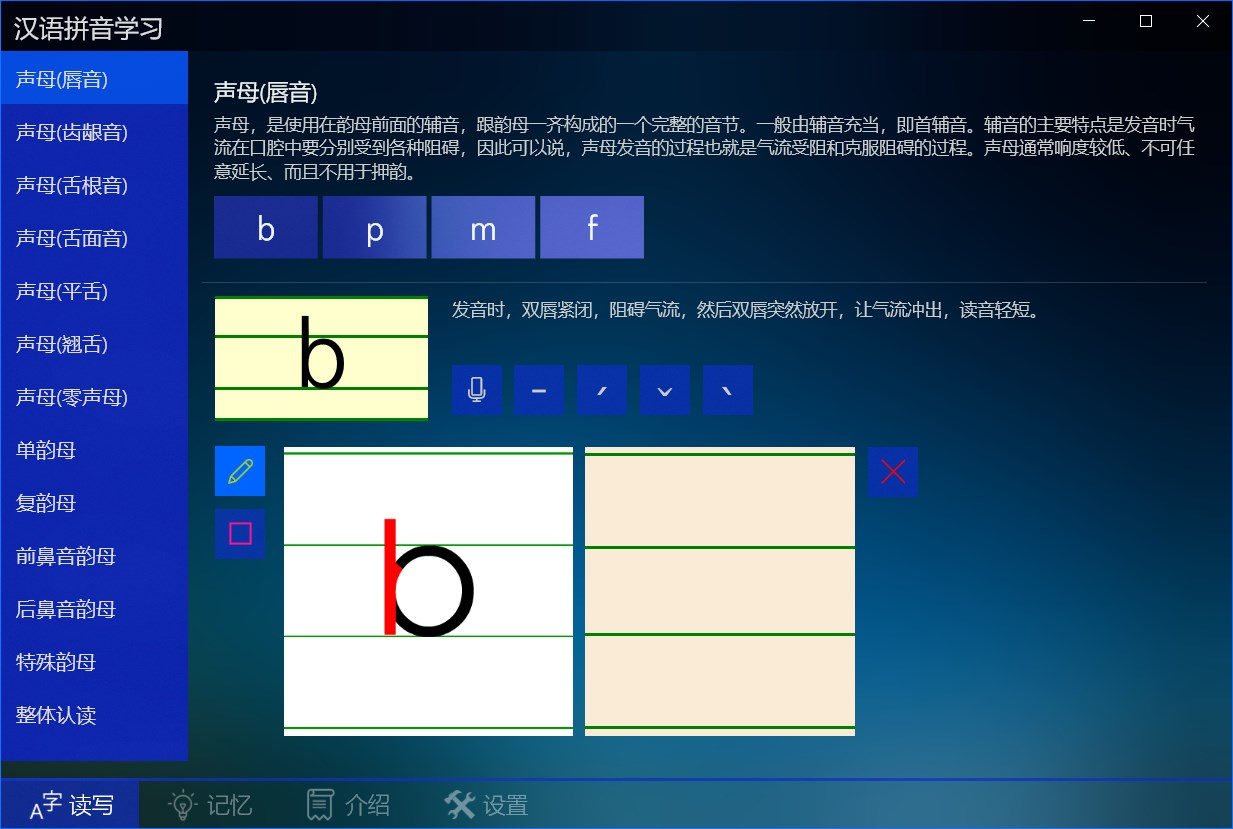 汉语拼音学习
声母(唇音)
声母(齿龈音)
声母(舌根音)
声母(舌面音)
声母(平舌)
声母(翘舌)
声母(零声母)
单韵母
复韵母
前鼻音韵母
后鼻音韵母
特殊韵母
整体认读
声母(唇音)
声母，是使用在韵母前面的辅音，跟韵母一齐构成的一个完整的音节。一般由辅音充当，即首辅音。辅音的主要特点是发音时气
流在口腔中要分别受到各种阻碍，因此可以说，声母发音的过程也就是气流受阻和克服阻碍的过程。声母通常响度较低、不可任
意延长、而且不用于押韵。
b p m f
b
发音时，双唇紧闭，阻碍气流，然后双唇突然放开，让气流冲出，读音轻短。
b
A字 读写 记忆 介绍 设置